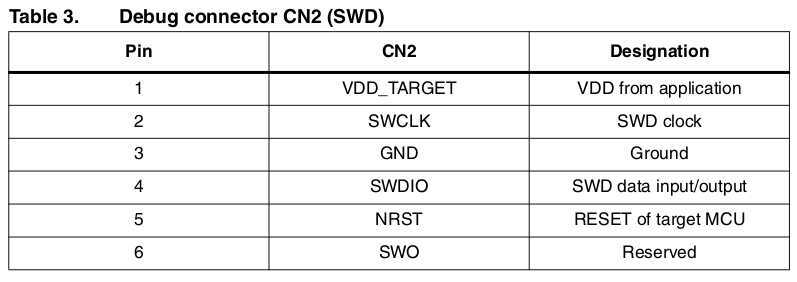 Table 3. Debug connector CN2 (SWD)
Pin CN2 Designation
1 VDD_TARGET VDD from application
2 SWCLK SWD clock
3 GND Ground
4 SWDIO SWD data input/output
5 NRST RESET of target MCU
6 SWO Reserved